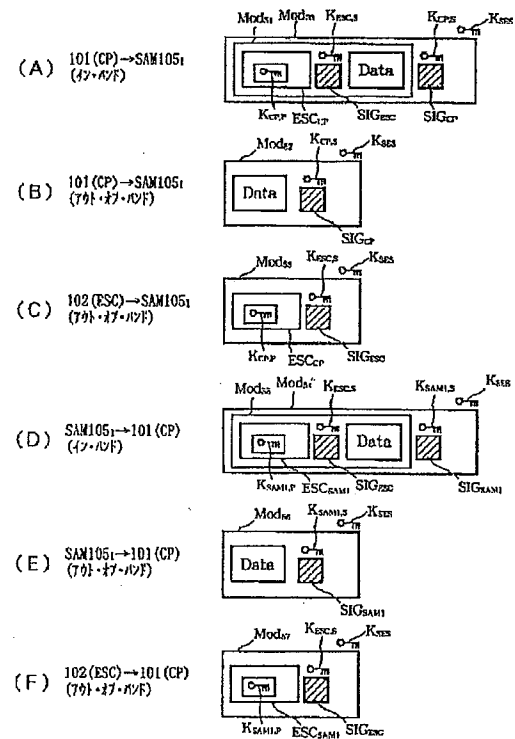 Mod₅₁ Mod₅₀ K_ESC,S K_CP,S K_SES
(A) 101(CP)→SAM105₁
(イン・バンド)
Data
K_CP,P ESC_CP SIG_ESC SIG_CP
Mod₅₂ K_CP,S K_SES
(B) 101(CP)→SAM105₁
(アウト・オブ・バンド)
Data
SIG_CP
Mod₅₃ K_ESC,S K_SES
(C) 102(ESC)→SAM105₁
(アウト・オブ・バンド)
K_CP,P ESC_CP SIG_ESC
Mod₅₅ Mod₅₄ K_ESC,S K_SAM1,S K_SES
(D) SAM105₁→101(CP)
(イン・バンド)
Data
K_SAM1,P ESC_SAM1 SIG_ESC SIG_SAM1
Mod₅₆ K_SAM1,S K_SES
(E) SAM105₁→101(CP)
(アウト・オブ・バンド)
Data
SIG_SAM1
Mod₅₇ K_ESC,S K_SES
(F) 102(ESC)→101(CP)
(アウト・オブ・バンド)
K_SAM1,P ESC_SAM1 SIG_ESC